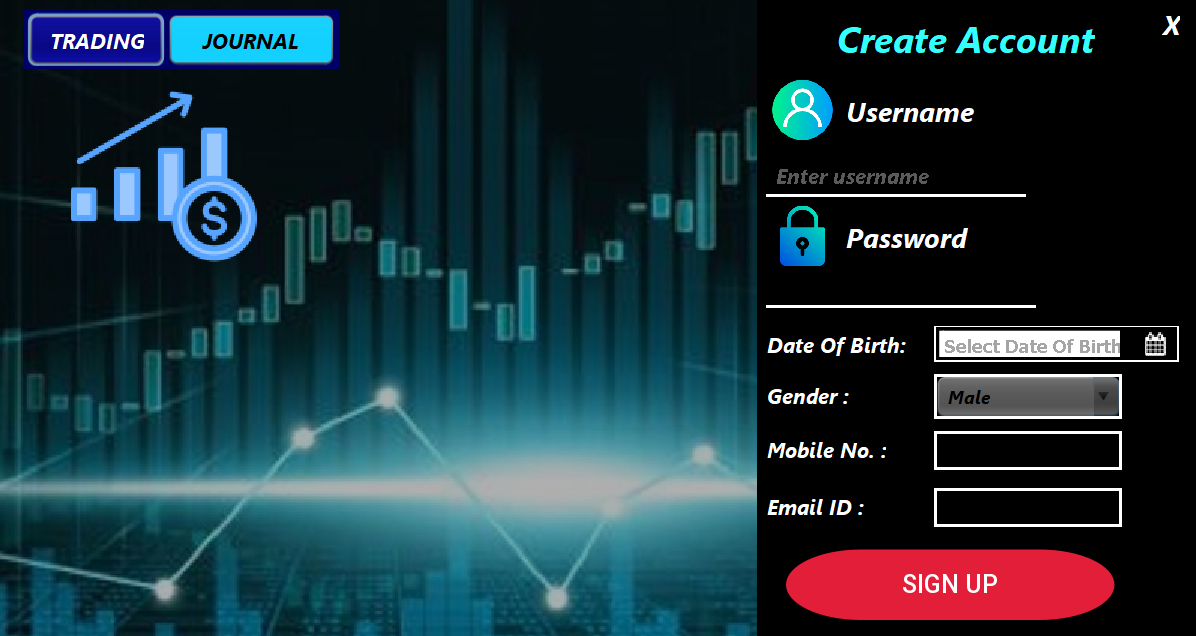 TRADING JOURNAL
X
Create Account
Username
Enter username
Password
Date Of Birth: Select Date Of Birth
Gender : Male
Mobile No. :
Email ID :
SIGN UP
$